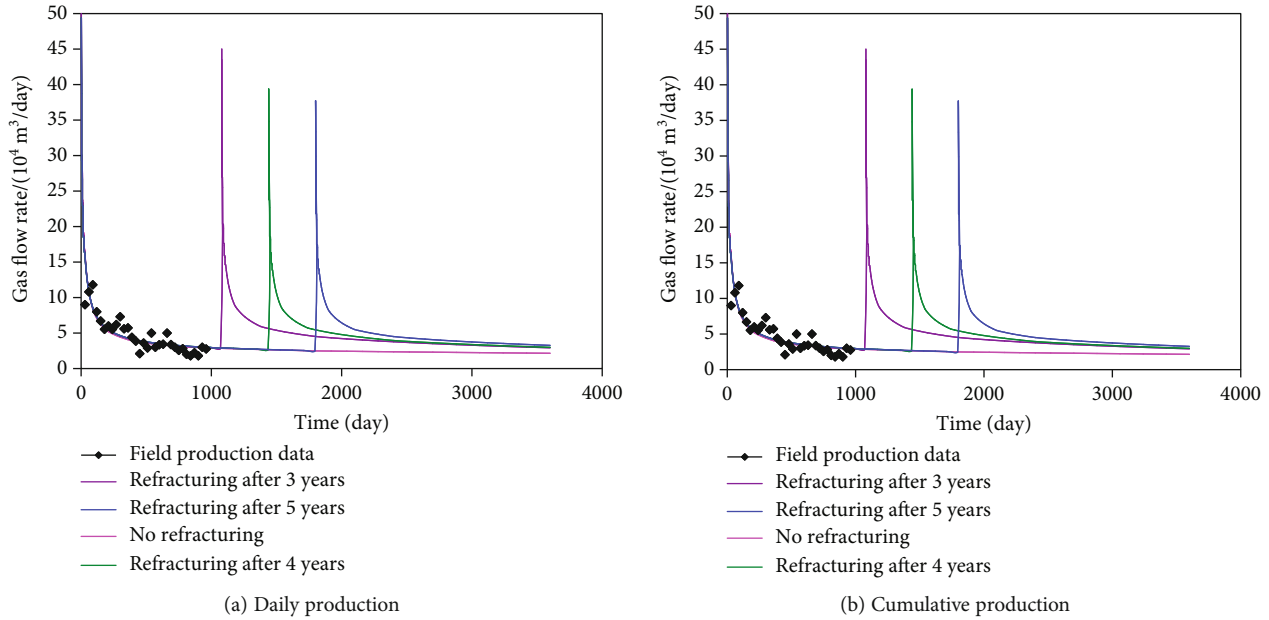 50
45
40
35
30
25
20
15
10
5
0
Gas flow rate/(10⁴ m³/day)
0
1000
2000
3000
4000
Time (day)
Field production data
Refracturing after 3 years
Refracturing after 5 years
No refracturing
Refracturing after 4 years
(a) Daily production
50
45
40
35
30
25
20
15
10
5
0
Gas flow rate/(10⁴ m³/day)
0
1000
2000
3000
4000
Time (day)
Field production data
Refracturing after 3 years
Refracturing after 5 years
No refracturing
Refracturing after 4 years
(b) Cumulative production